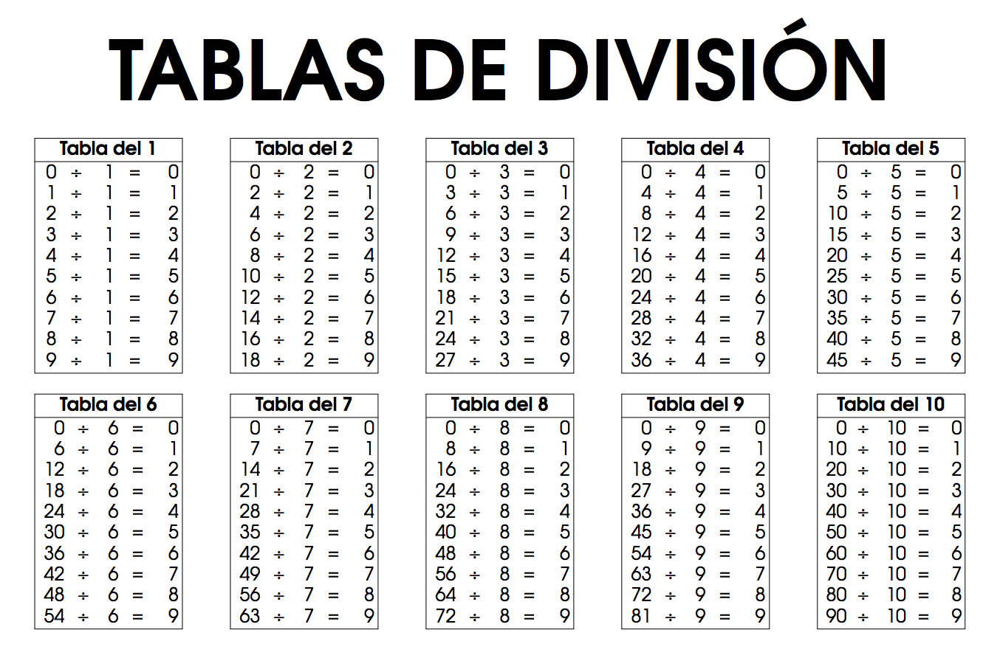 TABLAS DE DIVISIÓN
Tabla del 1
0 ÷ 1 = 0
1 ÷ 1 = 1
2 ÷ 1 = 2
3 ÷ 1 = 3
4 ÷ 1 = 4
5 ÷ 1 = 5
6 ÷ 1 = 6
7 ÷ 1 = 7
8 ÷ 1 = 8
9 ÷ 1 = 9
Tabla del 2
0 ÷ 2 = 0
2 ÷ 2 = 1
4 ÷ 2 = 2
6 ÷ 2 = 3
8 ÷ 2 = 4
10 ÷ 2 = 5
12 ÷ 2 = 6
14 ÷ 2 = 7
16 ÷ 2 = 8
18 ÷ 2 = 9
Tabla del 3
0 ÷ 3 = 0
3 ÷ 3 = 1
6 ÷ 3 = 2
9 ÷ 3 = 3
12 ÷ 3 = 4
15 ÷ 3 = 5
18 ÷ 3 = 6
21 ÷ 3 = 7
24 ÷ 3 = 8
27 ÷ 3 = 9
Tabla del 4
0 ÷ 4 = 0
4 ÷ 4 = 1
8 ÷ 4 = 2
12 ÷ 4 = 3
16 ÷ 4 = 4
20 ÷ 4 = 5
24 ÷ 4 = 6
28 ÷ 4 = 7
32 ÷ 4 = 8
36 ÷ 4 = 9
Tabla del 5
0 ÷ 5 = 0
5 ÷ 5 = 1
10 ÷ 5 = 2
15 ÷ 5 = 3
20 ÷ 5 = 4
25 ÷ 5 = 5
30 ÷ 5 = 6
35 ÷ 5 = 7
40 ÷ 5 = 8
45 ÷ 5 = 9
Tabla del 6
0 ÷ 6 = 0
6 ÷ 6 = 1
12 ÷ 6 = 2
18 ÷ 6 = 3
24 ÷ 6 = 4
30 ÷ 6 = 5
36 ÷ 6 = 6
42 ÷ 6 = 7
48 ÷ 6 = 8
54 ÷ 6 = 9
Tabla del 7
0 ÷ 7 = 0
7 ÷ 7 = 1
14 ÷ 7 = 2
21 ÷ 7 = 3
28 ÷ 7 = 4
35 ÷ 7 = 5
42 ÷ 7 = 6
49 ÷ 7 = 7
56 ÷ 7 = 8
63 ÷ 7 = 9
Tabla del 8
0 ÷ 8 = 0
8 ÷ 8 = 1
16 ÷ 8 = 2
24 ÷ 8 = 3
32 ÷ 8 = 4
40 ÷ 8 = 5
48 ÷ 8 = 6
56 ÷ 8 = 7
64 ÷ 8 = 8
72 ÷ 8 = 9
Tabla del 9
0 ÷ 9 = 0
9 ÷ 9 = 1
18 ÷ 9 = 2
27 ÷ 9 = 3
36 ÷ 9 = 4
45 ÷ 9 = 5
54 ÷ 9 = 6
63 ÷ 9 = 7
72 ÷ 9 = 8
81 ÷ 9 = 9
Tabla del 10
0 ÷ 10 = 0
10 ÷ 10 = 1
20 ÷ 10 = 2
30 ÷ 10 = 3
40 ÷ 10 = 4
50 ÷ 10 = 5
60 ÷ 10 = 6
70 ÷ 10 = 7
80 ÷ 10 = 8
90 ÷ 10 = 9